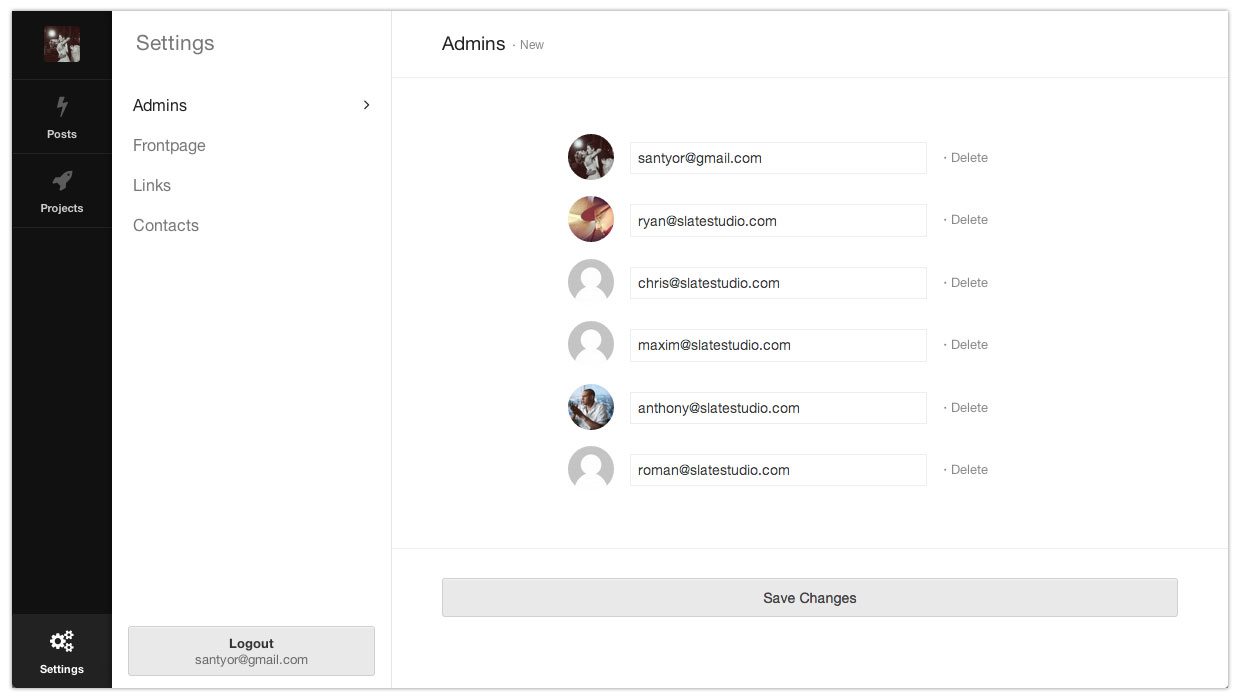 Posts
Projects
Settings
Settings
Admins
Frontpage
Links
Contacts
Logout
santyor@gmail.com
Admins · New
santyor@gmail.com · Delete
ryan@slatestudio.com · Delete
chris@slatestudio.com · Delete
maxim@slatestudio.com · Delete
anthony@slatestudio.com · Delete
roman@slatestudio.com · Delete
Save Changes